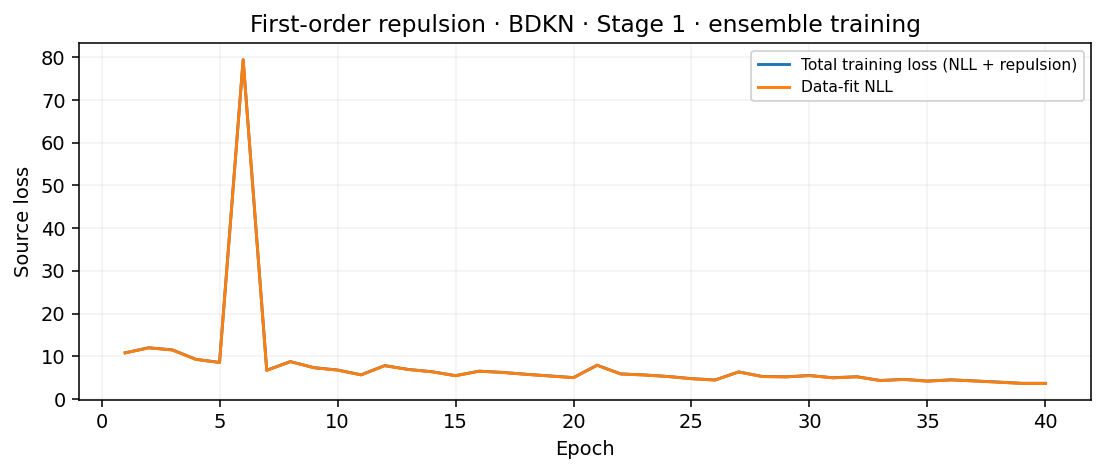 First-order repulsion · BDKN · Stage 1 · ensemble training
Total training loss (NLL + repulsion)
Data-fit NLL
Source loss
80
70
60
50
40
30
20
10
0
0 5 10 15 20 25 30 35 40
Epoch